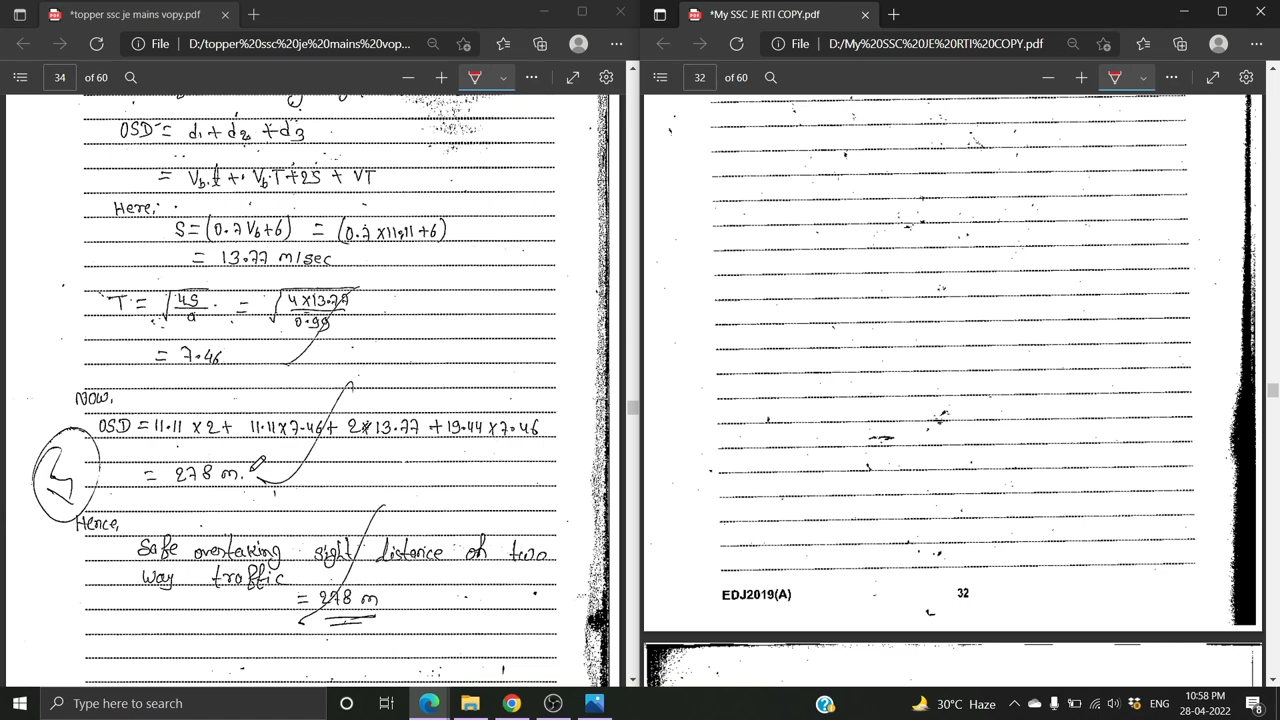 *topper ssc je mains vopy.pdf
*My SSC JE RTI COPY.pdf
File D:/topper%20ssc%20je%20mains%20vop...
File D:/My%20SSC%20JE%20RTI%20COPY.pdf
34 of 60
32 of 60
OSD = d1 + d2 + d3
= Vb.t + Vb T + 2S + VT
Here,
S = (0.7 Vb + 6) = (0.7 × 11.11 + 6)
= 13.77 m/sec
T = √4S/a = √4 × 13.77/0.99
= 7.46
Now,
OSD = 11.11 × 2 + 11.11 × 7.46 + 2 × 13.77 + 19.44 × 7.46
= 278 m.
Hence,
Safe overtaking sight distance on two
way traffic
= 278 m
EDJ2019(A) 32
Type here to search
30°C Haze
ENG
10:58 PM
28-04-2022
8